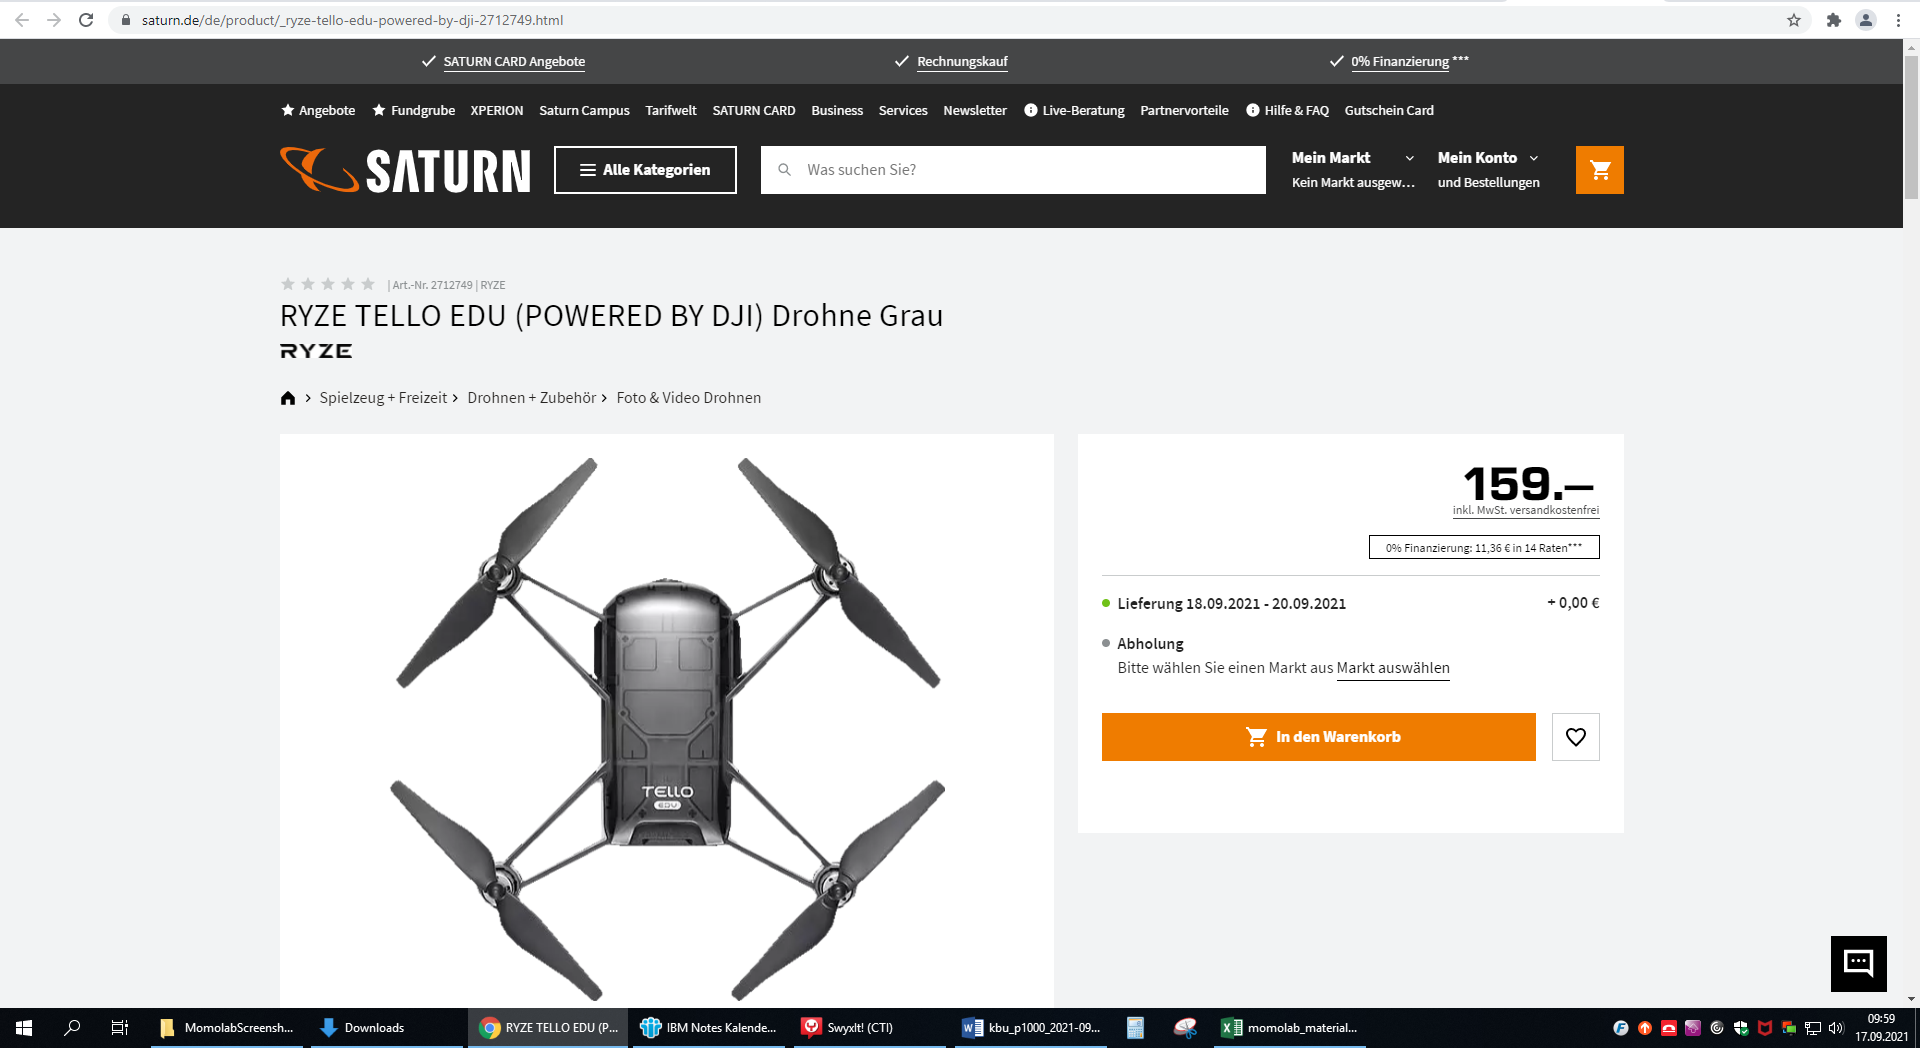 saturn.de/de/product/_ryze-tello-edu-powered-by-dji-2712749.html
SATURN CARD Angebote
Rechnungskauf
0% Finanzierung ***
Angebote
Fundgrube
XPERION
Saturn Campus
Tarifwelt
SATURN CARD
Business
Services
Newsletter
Live-Beratung
Partnervorteile
Hilfe & FAQ
Gutschein Card
SATURN
Alle Kategorien
Was suchen Sie?
Mein Markt
Kein Markt ausgew...
Mein Konto
und Bestellungen
| Art.-Nr. 2712749 | RYZE
RYZE TELLO EDU (POWERED BY DJI) Drohne Grau
RYZE
Spielzeug + Freizeit
Drohnen + Zubehör
Foto & Video Drohnen
TELLO
EDU
159.–
inkl. MwSt. versandkostenfrei
0% Finanzierung: 11,36 € in 14 Raten***
Lieferung 18.09.2021 - 20.09.2021
+ 0,00 €
Abholung
Bitte wählen Sie einen Markt aus Markt auswählen
In den Warenkorb
MomolabScreensh...
Downloads
RYZE TELLO EDU (P...
IBM Notes Kalende...
SwyxIt! (CTI)
kbu_p1000_2021-09...
momolab_material...
09:59
17.09.2021